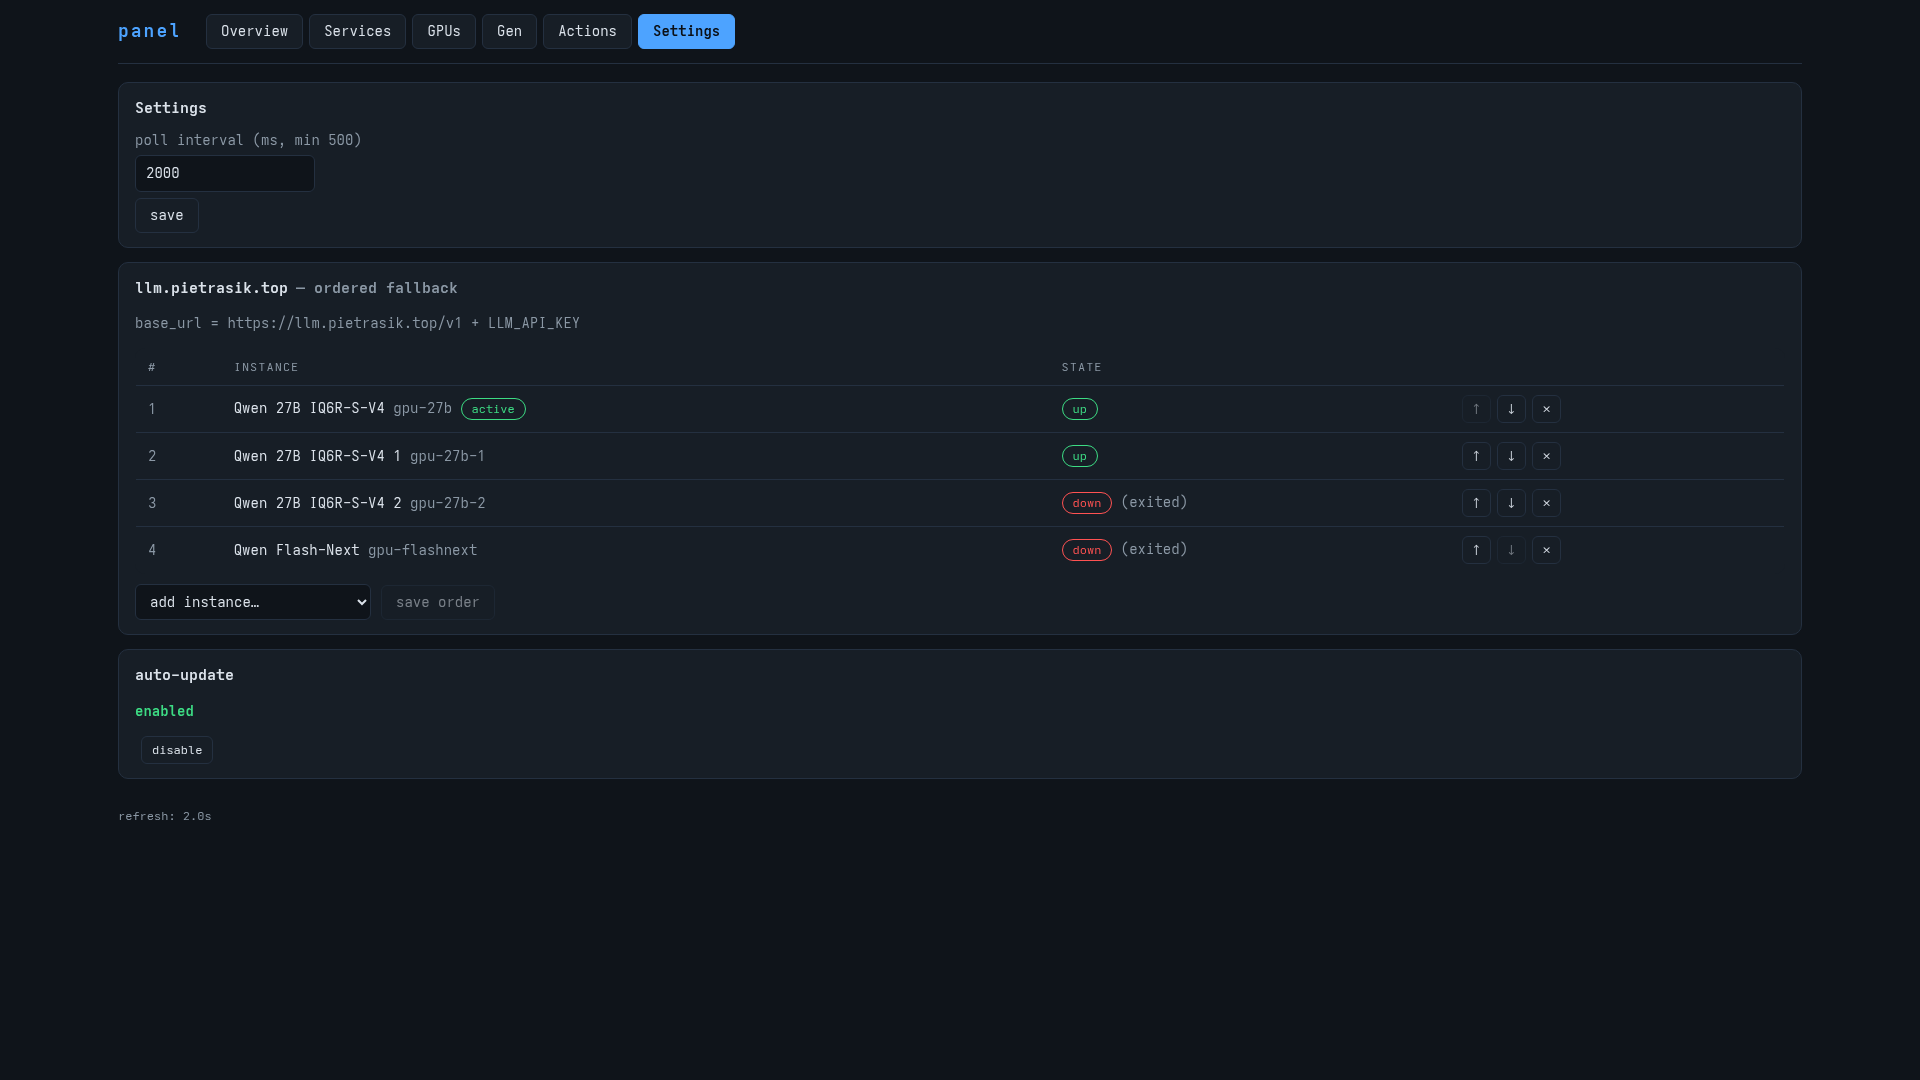 panel Overview Services GPUs Gen Actions Settings
Settings
poll interval (ms, min 500)
2000
save
llm.pietrasik.top — ordered fallback
base_url = https://llm.pietrasik.top/v1 + LLM_API_KEY
# INSTANCE STATE
1 Qwen 27B IQ6R-S-V4 gpu-27b active up ↑ ↓ ×
2 Qwen 27B IQ6R-S-V4 1 gpu-27b-1 up ↑ ↓ ×
3 Qwen 27B IQ6R-S-V4 2 gpu-27b-2 down (exited) ↑ ↓ ×
4 Qwen Flash-Next gpu-flashnext down (exited) ↑ ↓ ×
add instance… save order
auto-update
enabled
disable
refresh: 2.0s